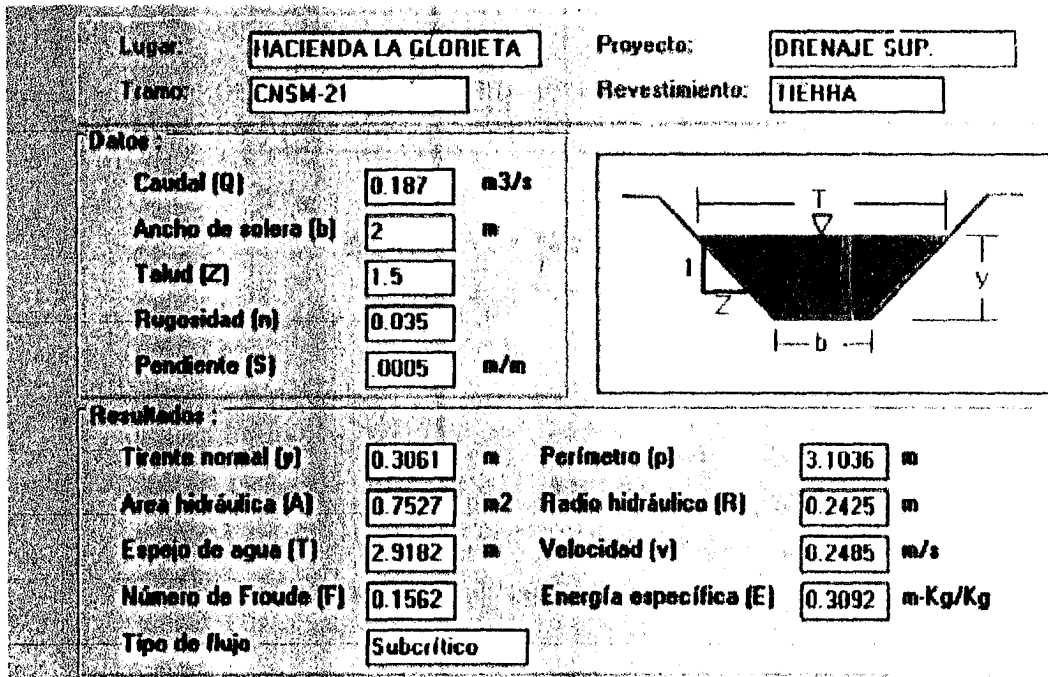 Lugar: HACIENDA LA GLORIETA Proyecto: DRENAJE SUP.
Tramo: CNSM-21 Revestimiento: TIERRA
Datos :
Caudal (Q) 0.187 m3/s
Ancho de solera (b) 2 m
Talud (Z) 1.5
Rugosidad (n) 0.035
Pendiente (S) .0005 m/m
T
1
Z
y
b
Resultados :
Tirante normal (y) 0.3061 m Perímetro (p) 3.1036 m
Area hidráulica (A) 0.7527 m2 Radio hidráulico (R) 0.2425 m
Espejo de agua (T) 2.9182 m Velocidad (v) 0.2485 m/s
Número de Froude (F) 0.1562 Energía específica (E) 0.3092 m-Kg/Kg
Tipo de flujo Subcrítico